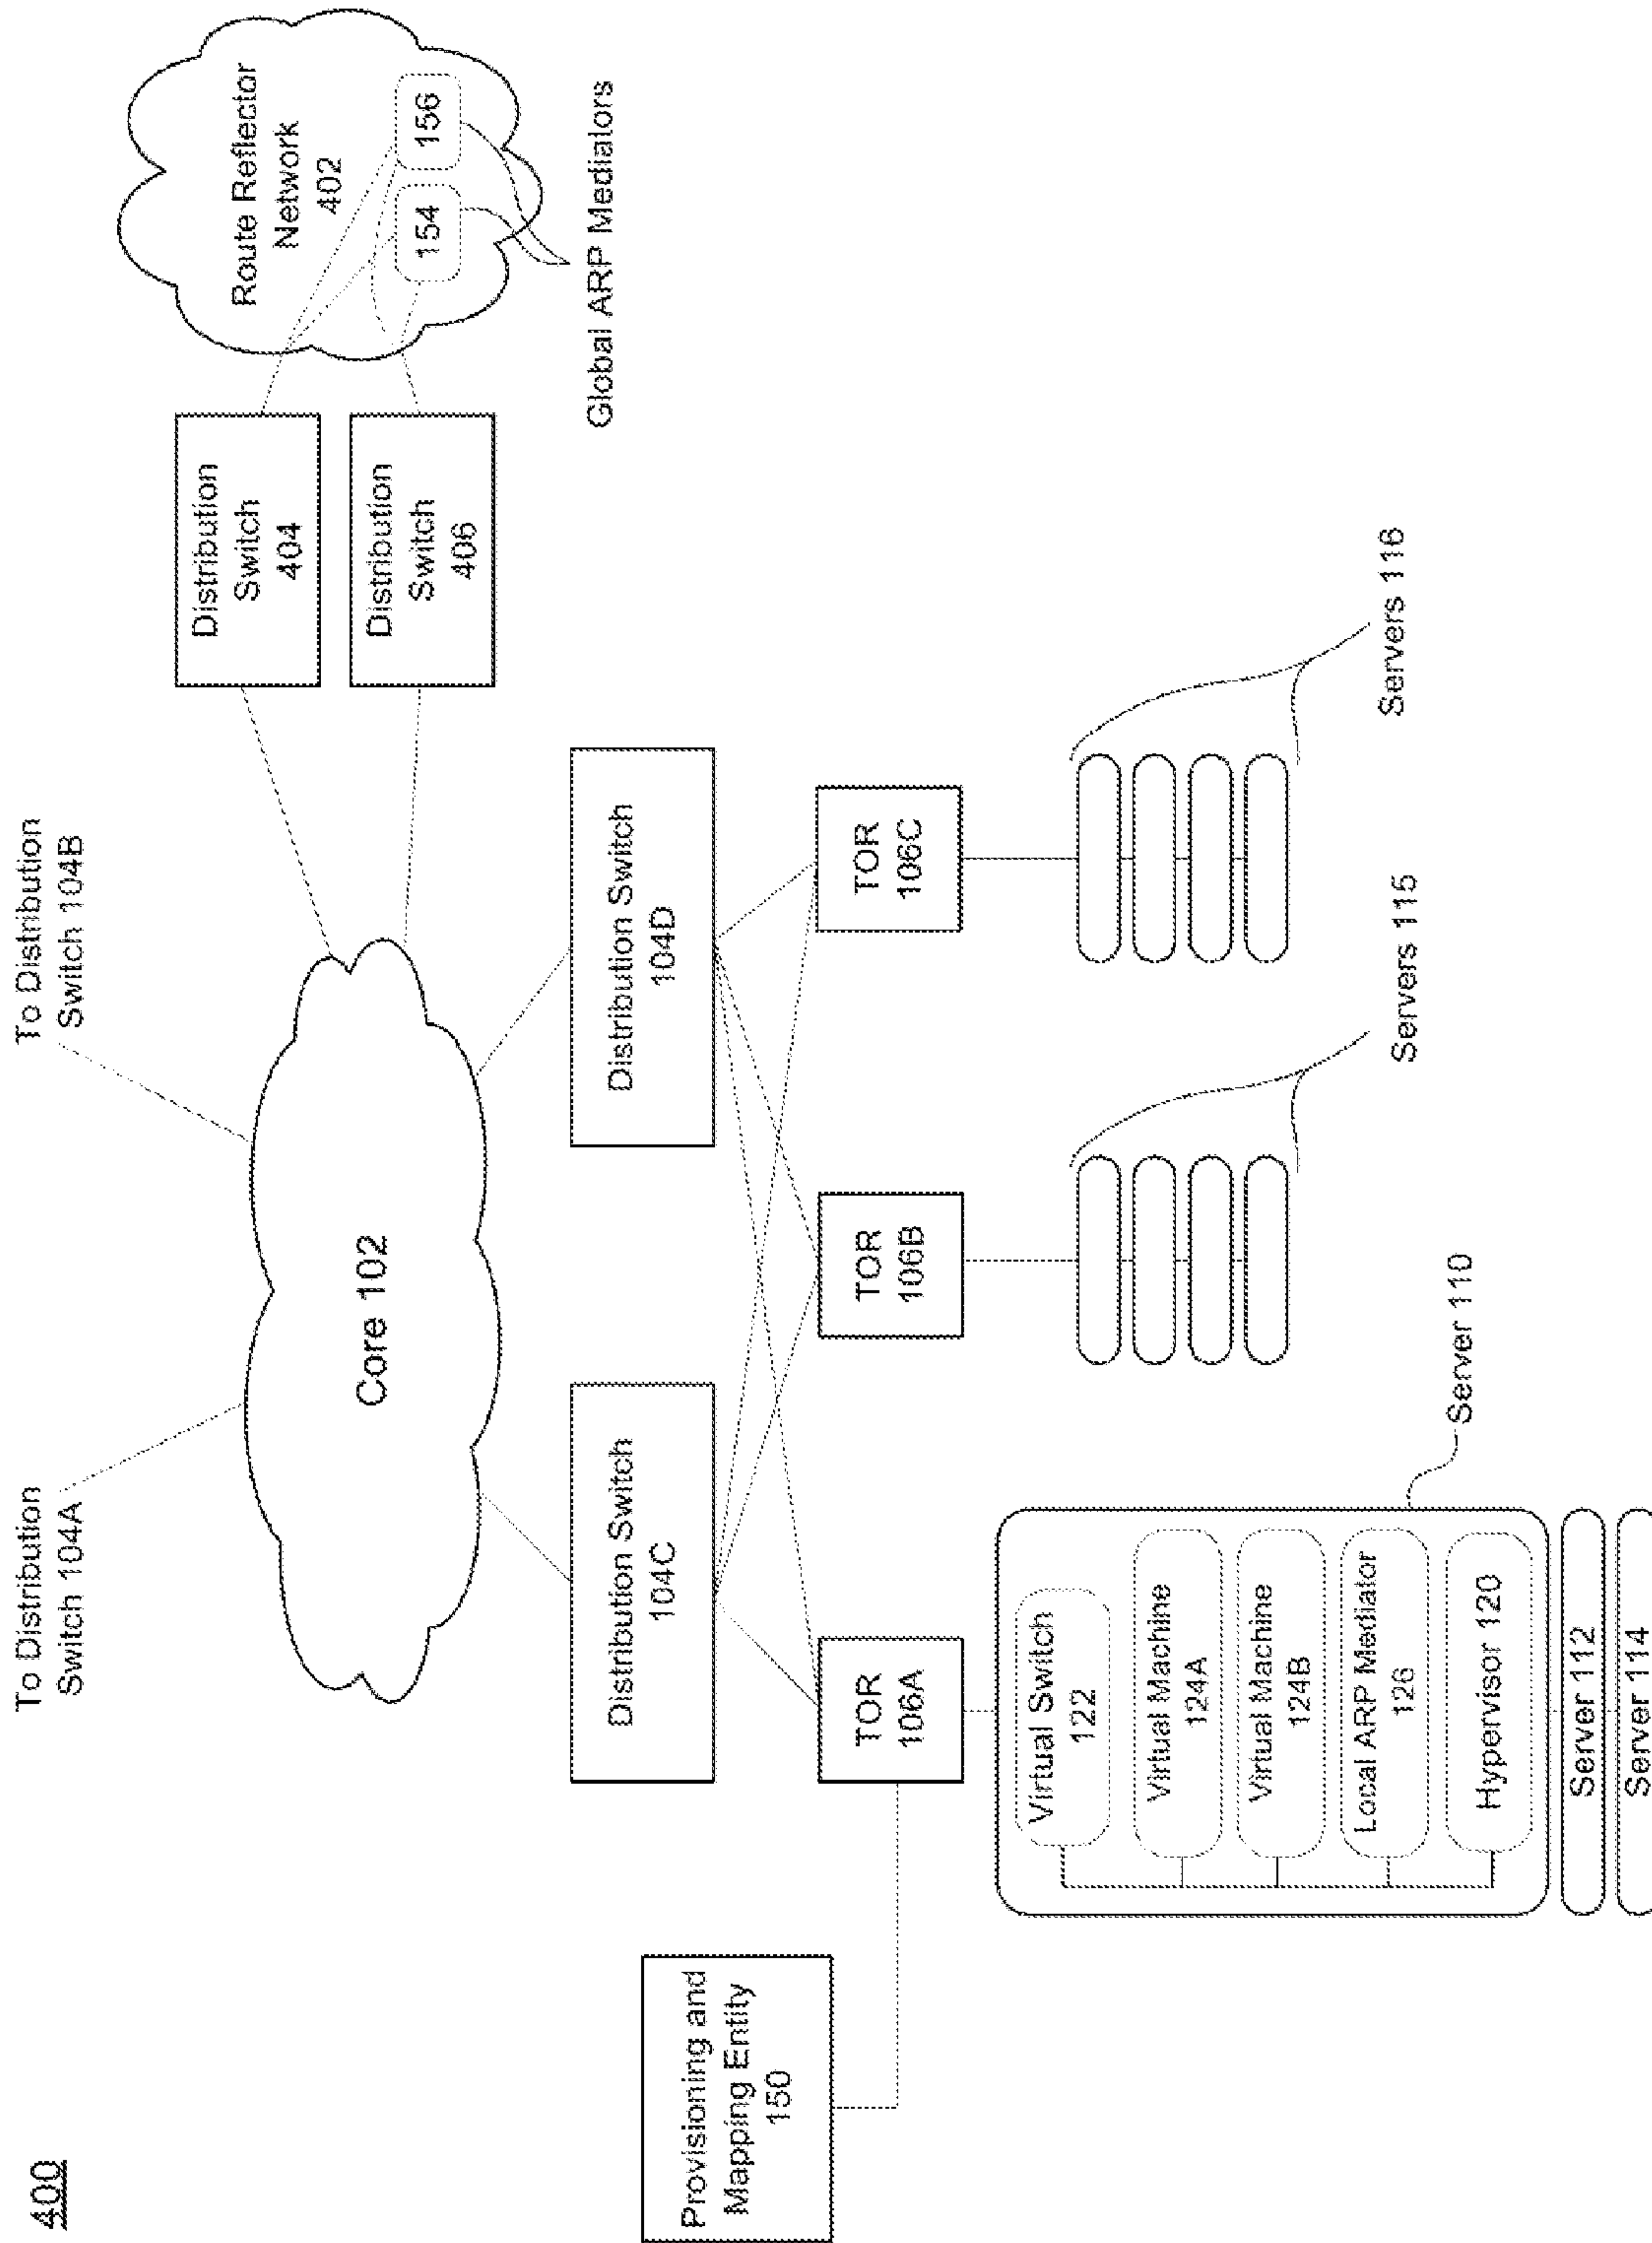 400
To Distribution
Switch 104A
To Distribution
Switch 104B
Core 102
Route Reflector
Network
402
154
156
Global ARP Mediators
Distribution
Switch
404
Distribution
Switch
406
Distribution Switch
104C
Distribution Switch
104D
Provisioning and
Mapping Entity
150
TOR
106A
TOR
106B
TOR
106C
Virtual Switch
122
Virtual Machine
124A
Virtual Machine
124B
Local ARP Mediator
126
Hypervisor 120
Server 110
Server 112
Server 114
Servers 115
Servers 116